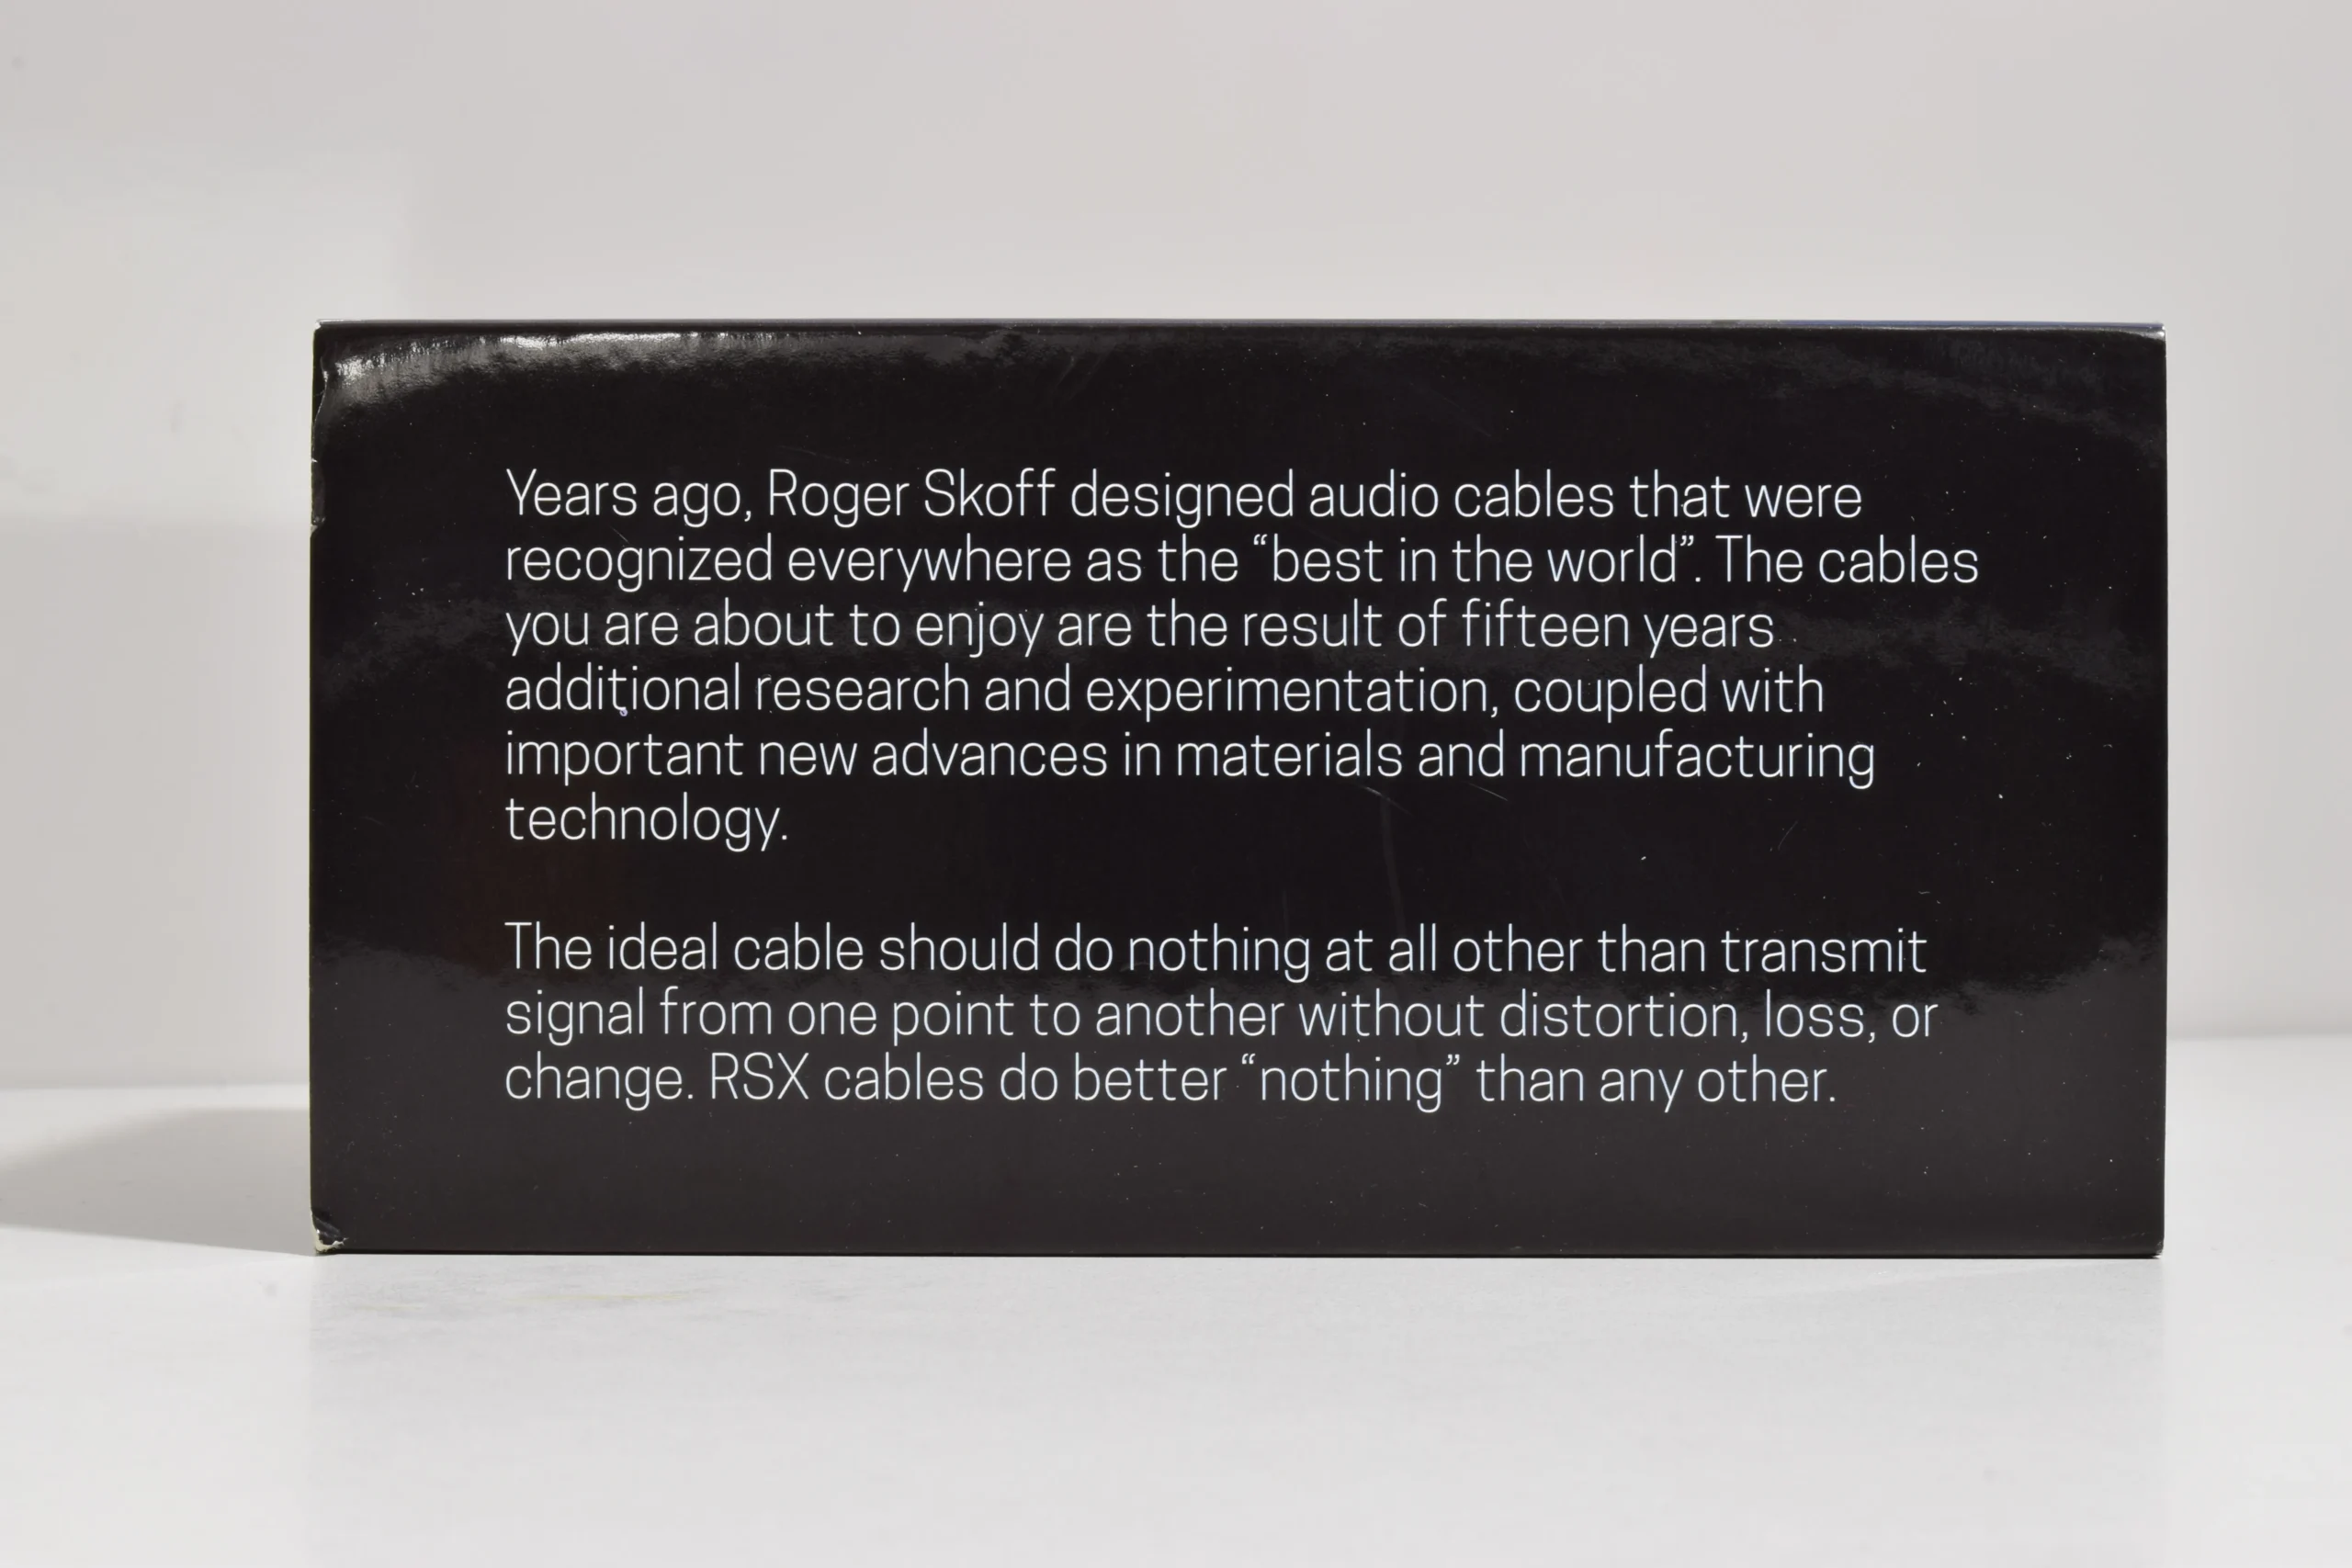 Years ago, Roger Skoff designed audio cables that were
recognized everywhere as the “best in the world”. The cables
you are about to enjoy are the result of fifteen years
additional research and experimentation, coupled with
important new advances in materials and manufacturing
technology.
The ideal cable should do nothing at all other than transmit
signal from one point to another without distortion, loss, or
change. RSX cables do better “nothing” than any other.